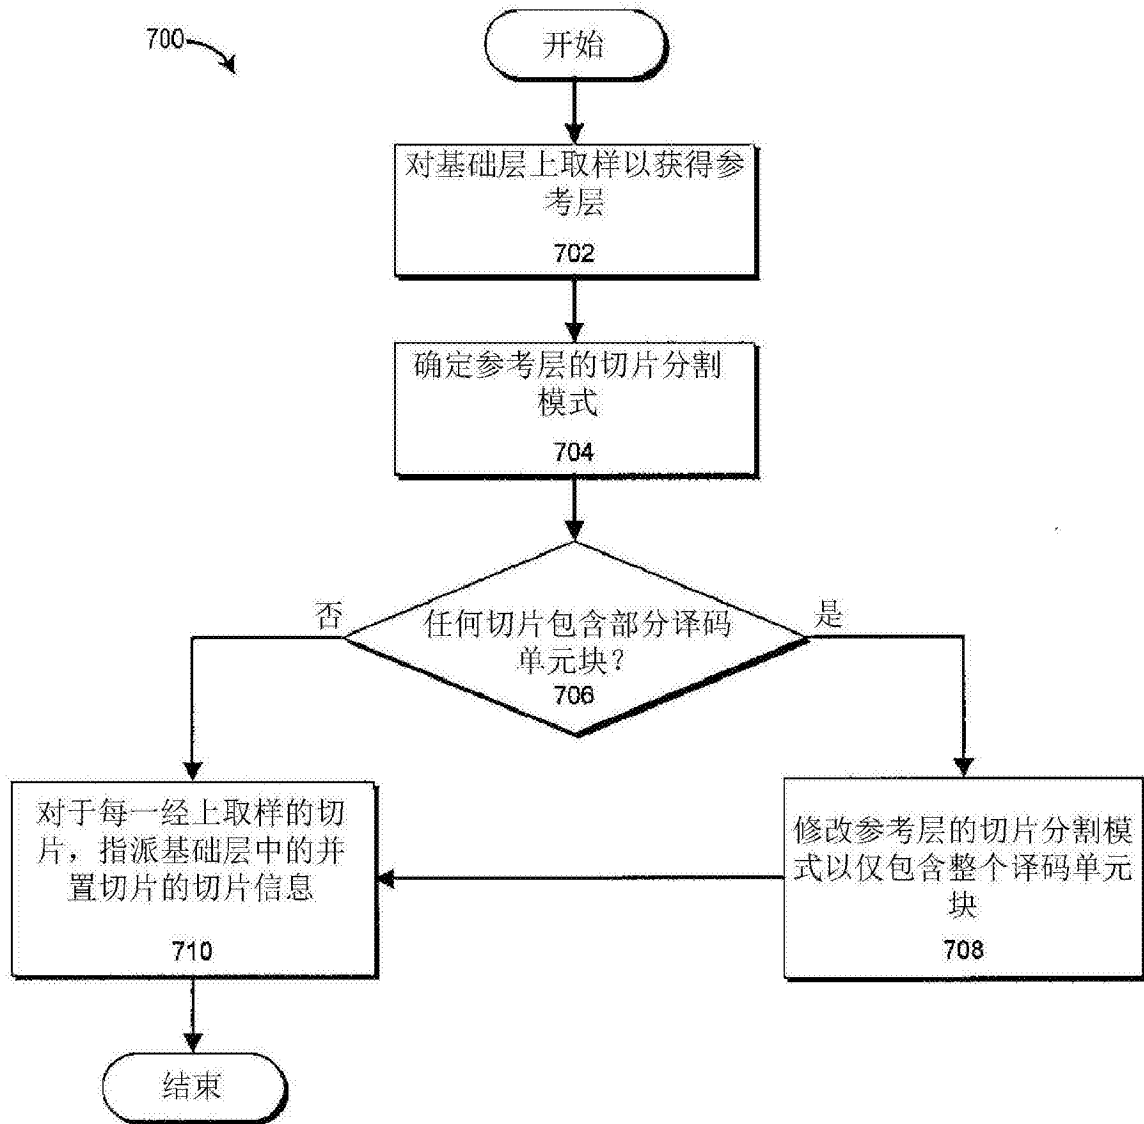 700
开始
对基础层上取样以获得参
考层
702
确定参考层的切片分割
模式
704
否
任何切片包含部分译码
单元块?
706
是
对于每一经上取样的切
片，指派基础层中的并
置切片的切片信息
710
修改参考层的切片分割模
式以仅包含整个译码单元
块
708
结束